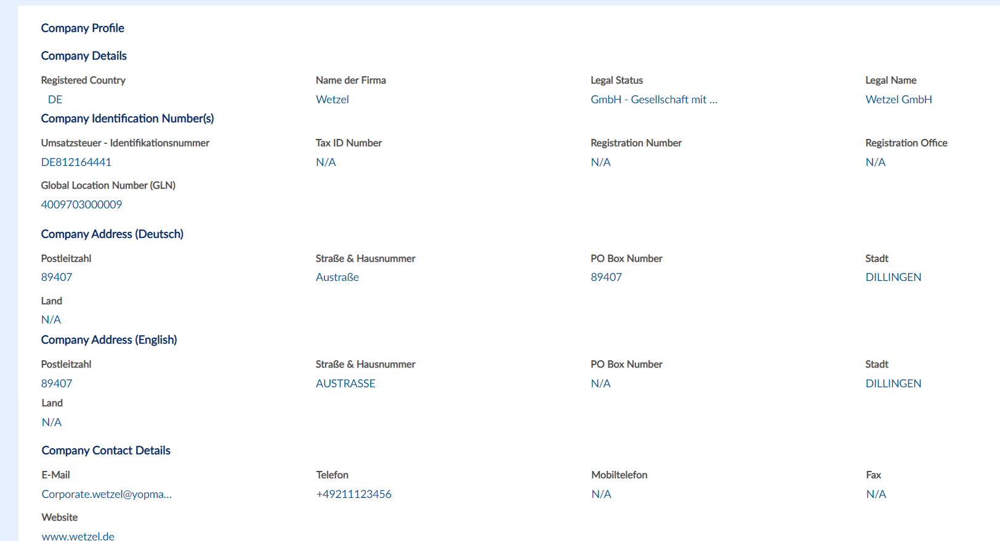 Company Profile
Company Details
Registered Country Name der Firma Legal Status Legal Name
DE Wetzel GmbH - Gesellschaft mit ... Wetzel GmbH
Company Identification Number(s)
Umsatzsteuer - Identifikationsnummer Tax ID Number Registration Number Registration Office
DE812164441 N/A N/A N/A
Global Location Number (GLN)
4009703000009
Company Address (Deutsch)
Postleitzahl Straße & Hausnummer PO Box Number Stadt
89407 Austraße 89407 DILLINGEN
Land
N/A
Company Address (English)
Postleitzahl Straße & Hausnummer PO Box Number Stadt
89407 AUSTRASSE N/A DILLINGEN
Land
N/A
Company Contact Details
E-Mail Telefon Mobiltelefon Fax
Corporate.wetzel@yopma... +49211123456 N/A N/A
Website
www.wetzel.de